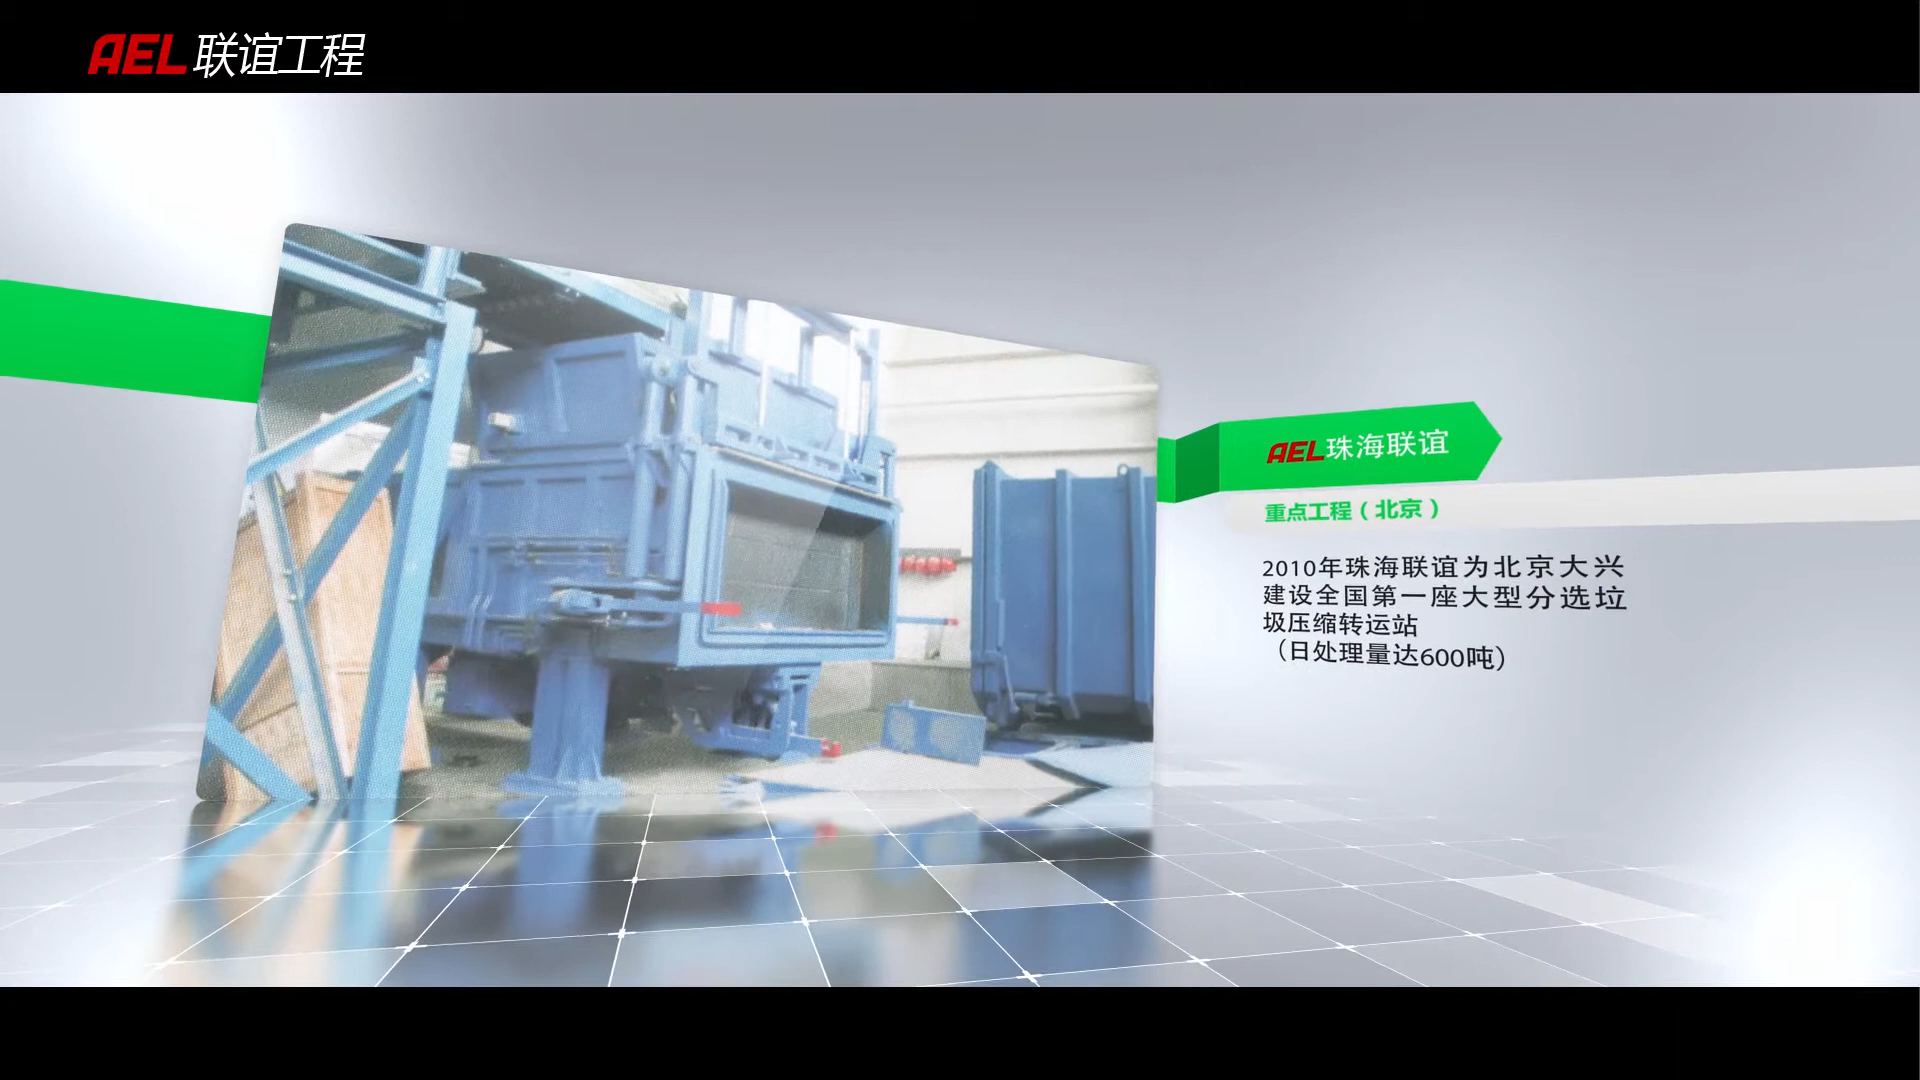 AEL联谊工程
AEL珠海联谊
重点工程（北京）
2010年珠海联谊为北京大兴
建设全国第一座大型分选垃
圾压缩转运站
（日处理量达600吨）